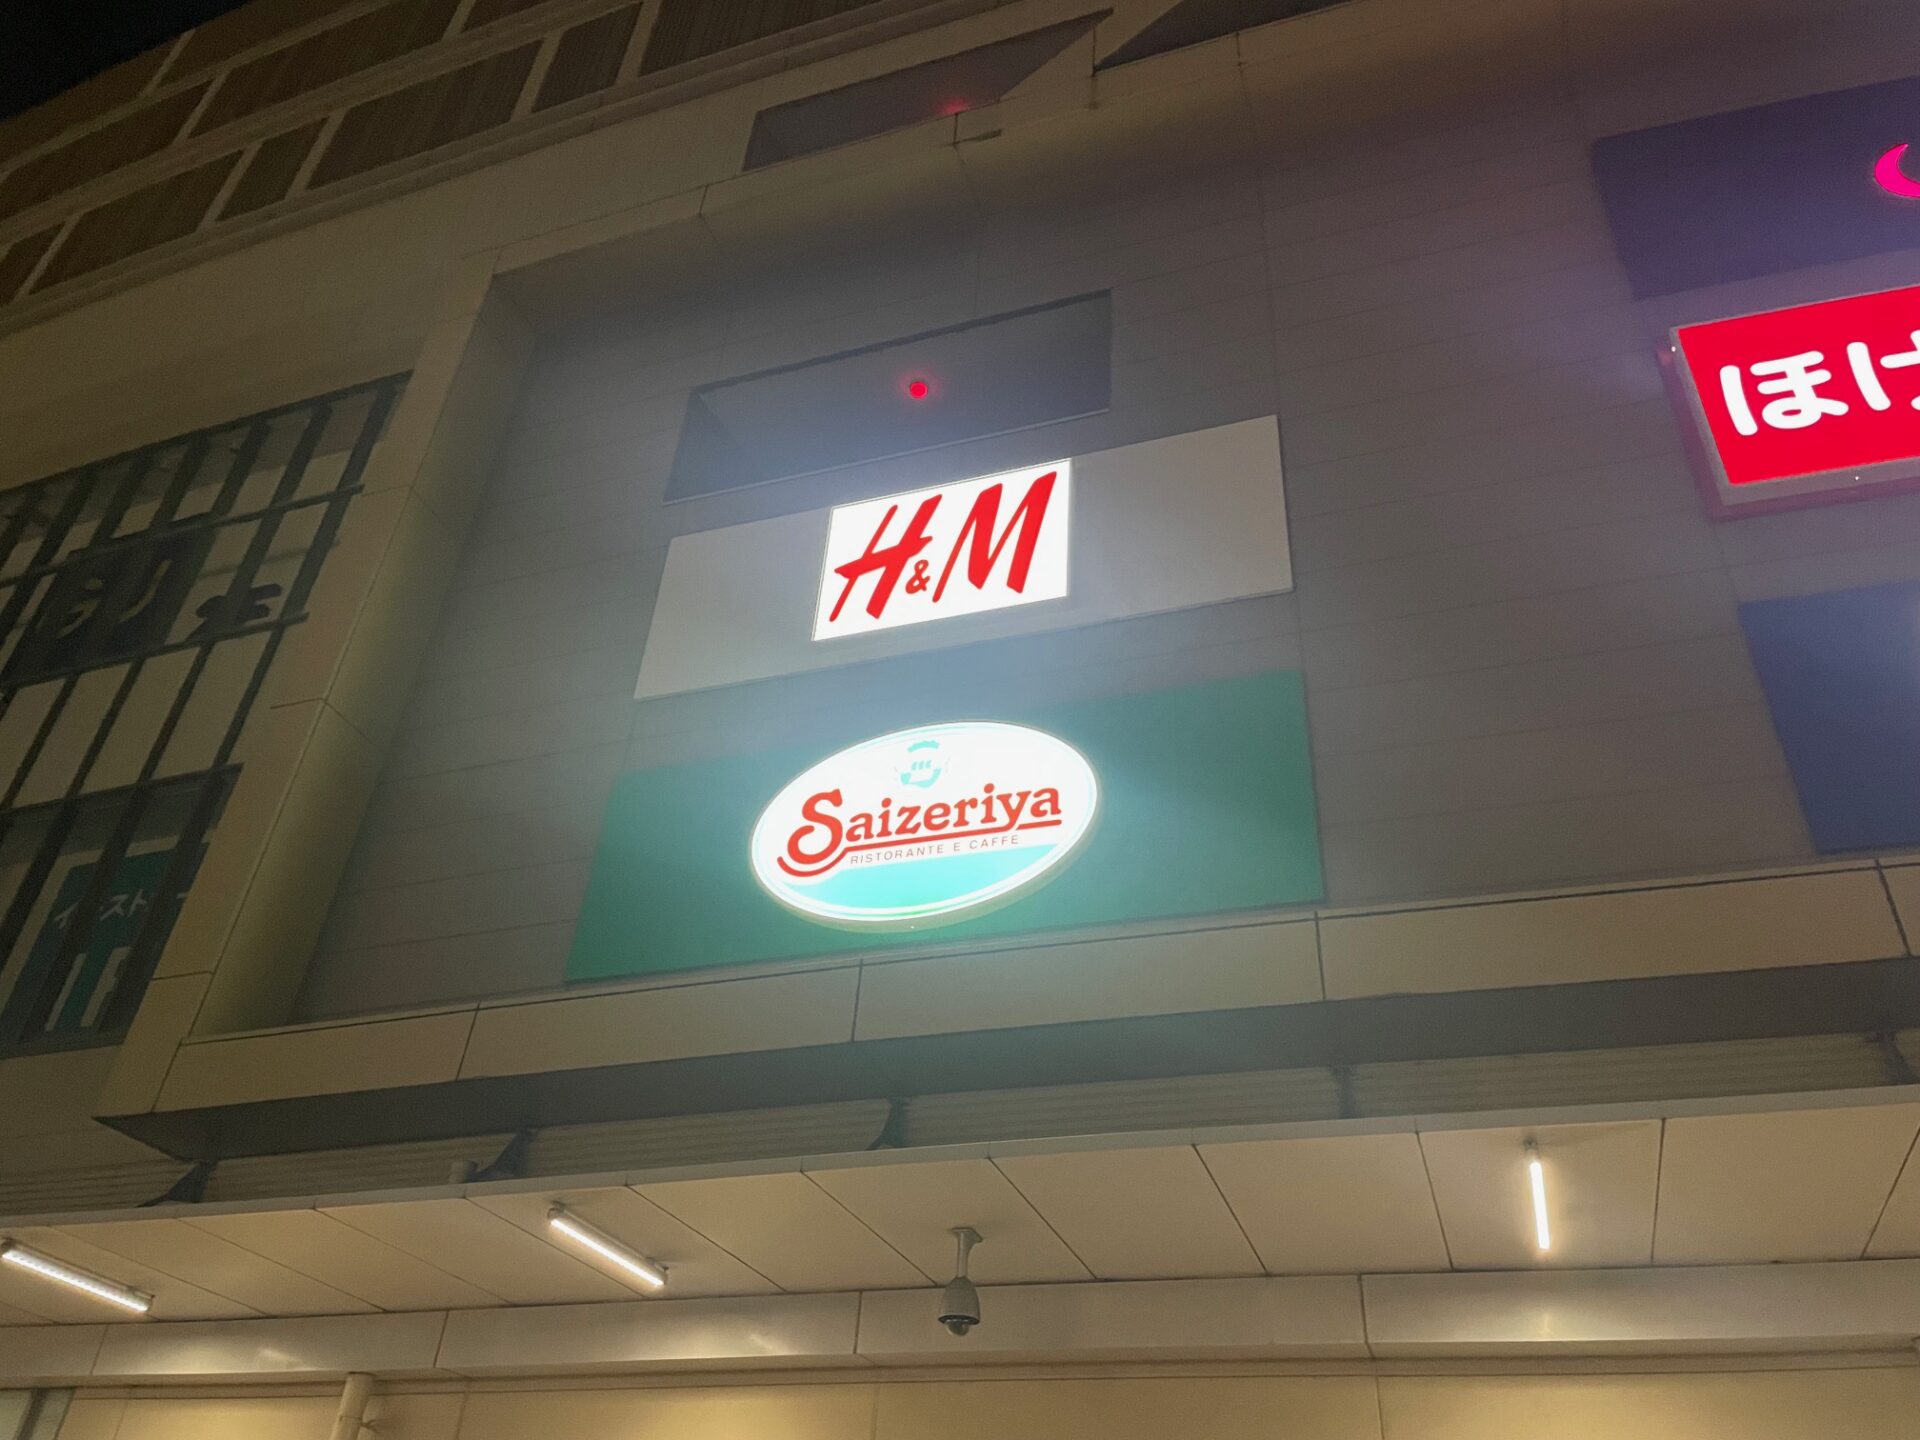 H&M
Saizeriya
RISTORANTE E CAFFE
ほけ